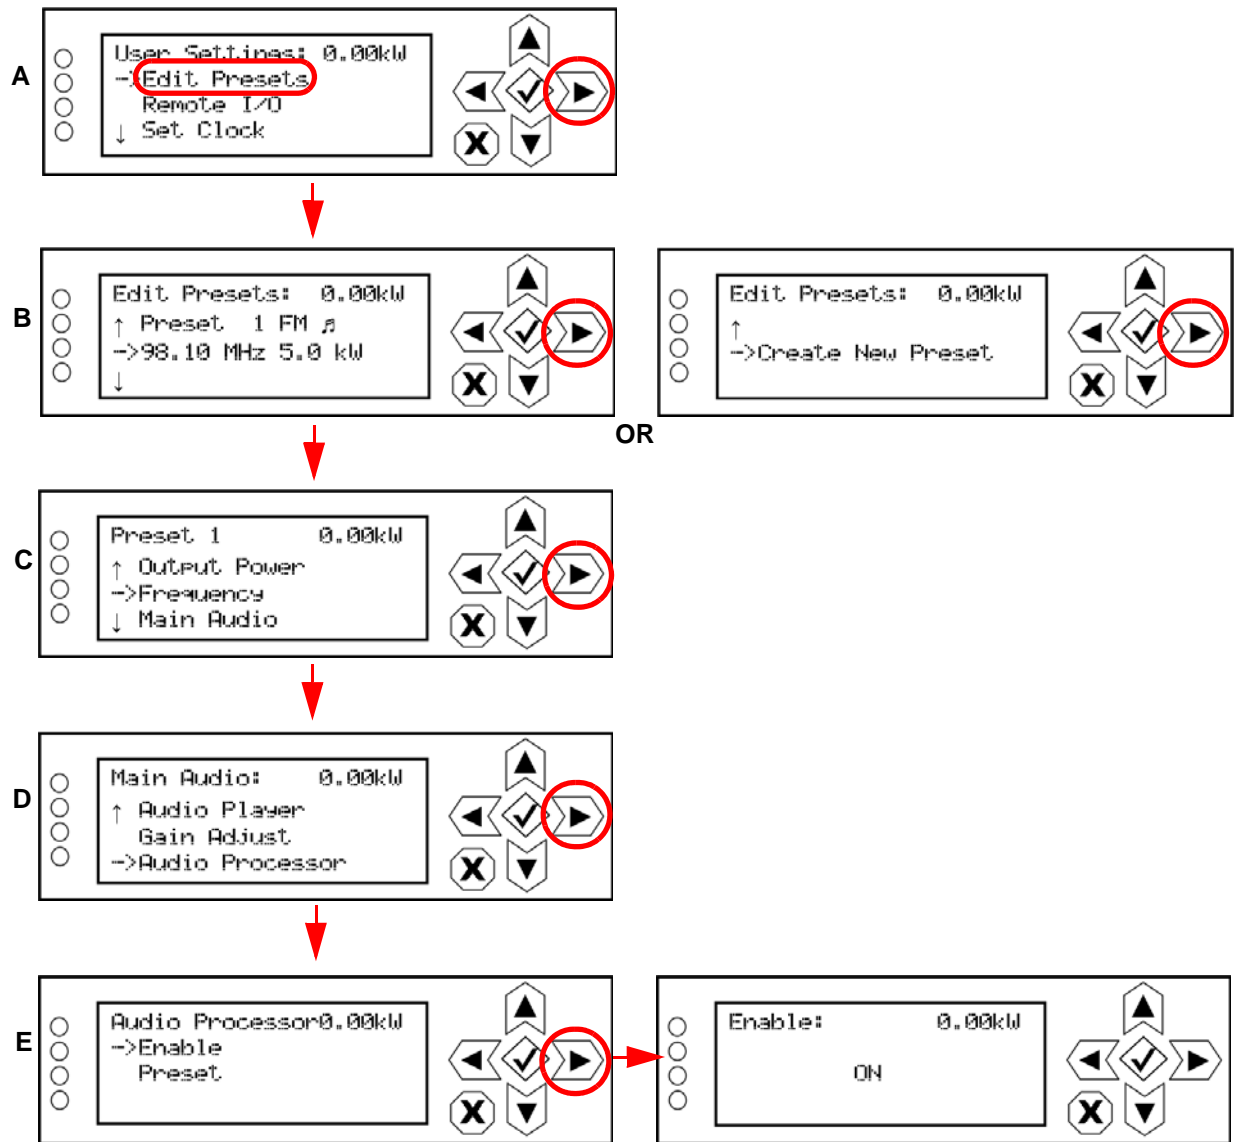 A
User Settings: 0.00kW
->Edit Presets
Remote I/O
↓ Set Clock
X
B
Edit Presets: 0.00kW
↑ Preset 1 FM ♬
->98.10 MHz 5.0 kW
↓
X
Edit Presets: 0.00kW
↑
->Create New Preset
X
OR
C
Preset 1 0.00kW
↑ Output Power
->Frequency
↓ Main Audio
X
D
Main Audio: 0.00kW
↑ Audio Player
Gain Adjust
->Audio Processor
X
E
Audio Processor0.00kW
->Enable
Preset
X
Enable: 0.00kW
ON
X